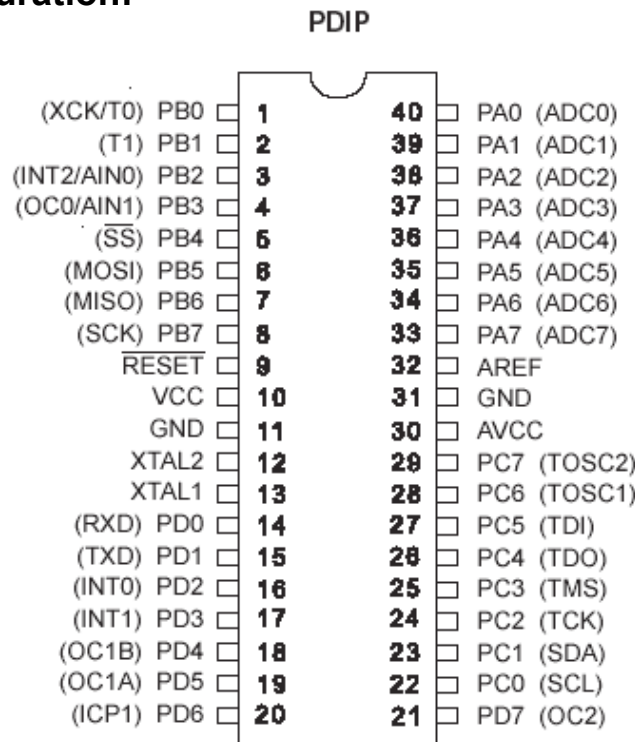 uration:
PDIP
(XCK/T0) PB0 1 40 PA0 (ADC0)
(T1) PB1 2 39 PA1 (ADC1)
(INT2/AIN0) PB2 3 38 PA2 (ADC2)
(OC0/AIN1) PB3 4 37 PA3 (ADC3)
(SS) PB4 5 36 PA4 (ADC4)
(MOSI) PB5 6 35 PA5 (ADC5)
(MISO) PB6 7 34 PA6 (ADC6)
(SCK) PB7 8 33 PA7 (ADC7)
RESET 9 32 AREF
VCC 10 31 GND
GND 11 30 AVCC
XTAL2 12 29 PC7 (TOSC2)
XTAL1 13 28 PC6 (TOSC1)
(RXD) PD0 14 27 PC5 (TDI)
(TXD) PD1 15 26 PC4 (TDO)
(INT0) PD2 16 25 PC3 (TMS)
(INT1) PD3 17 24 PC2 (TCK)
(OC1B) PD4 18 23 PC1 (SDA)
(OC1A) PD5 19 22 PC0 (SCL)
(ICP1) PD6 20 21 PD7 (OC2)